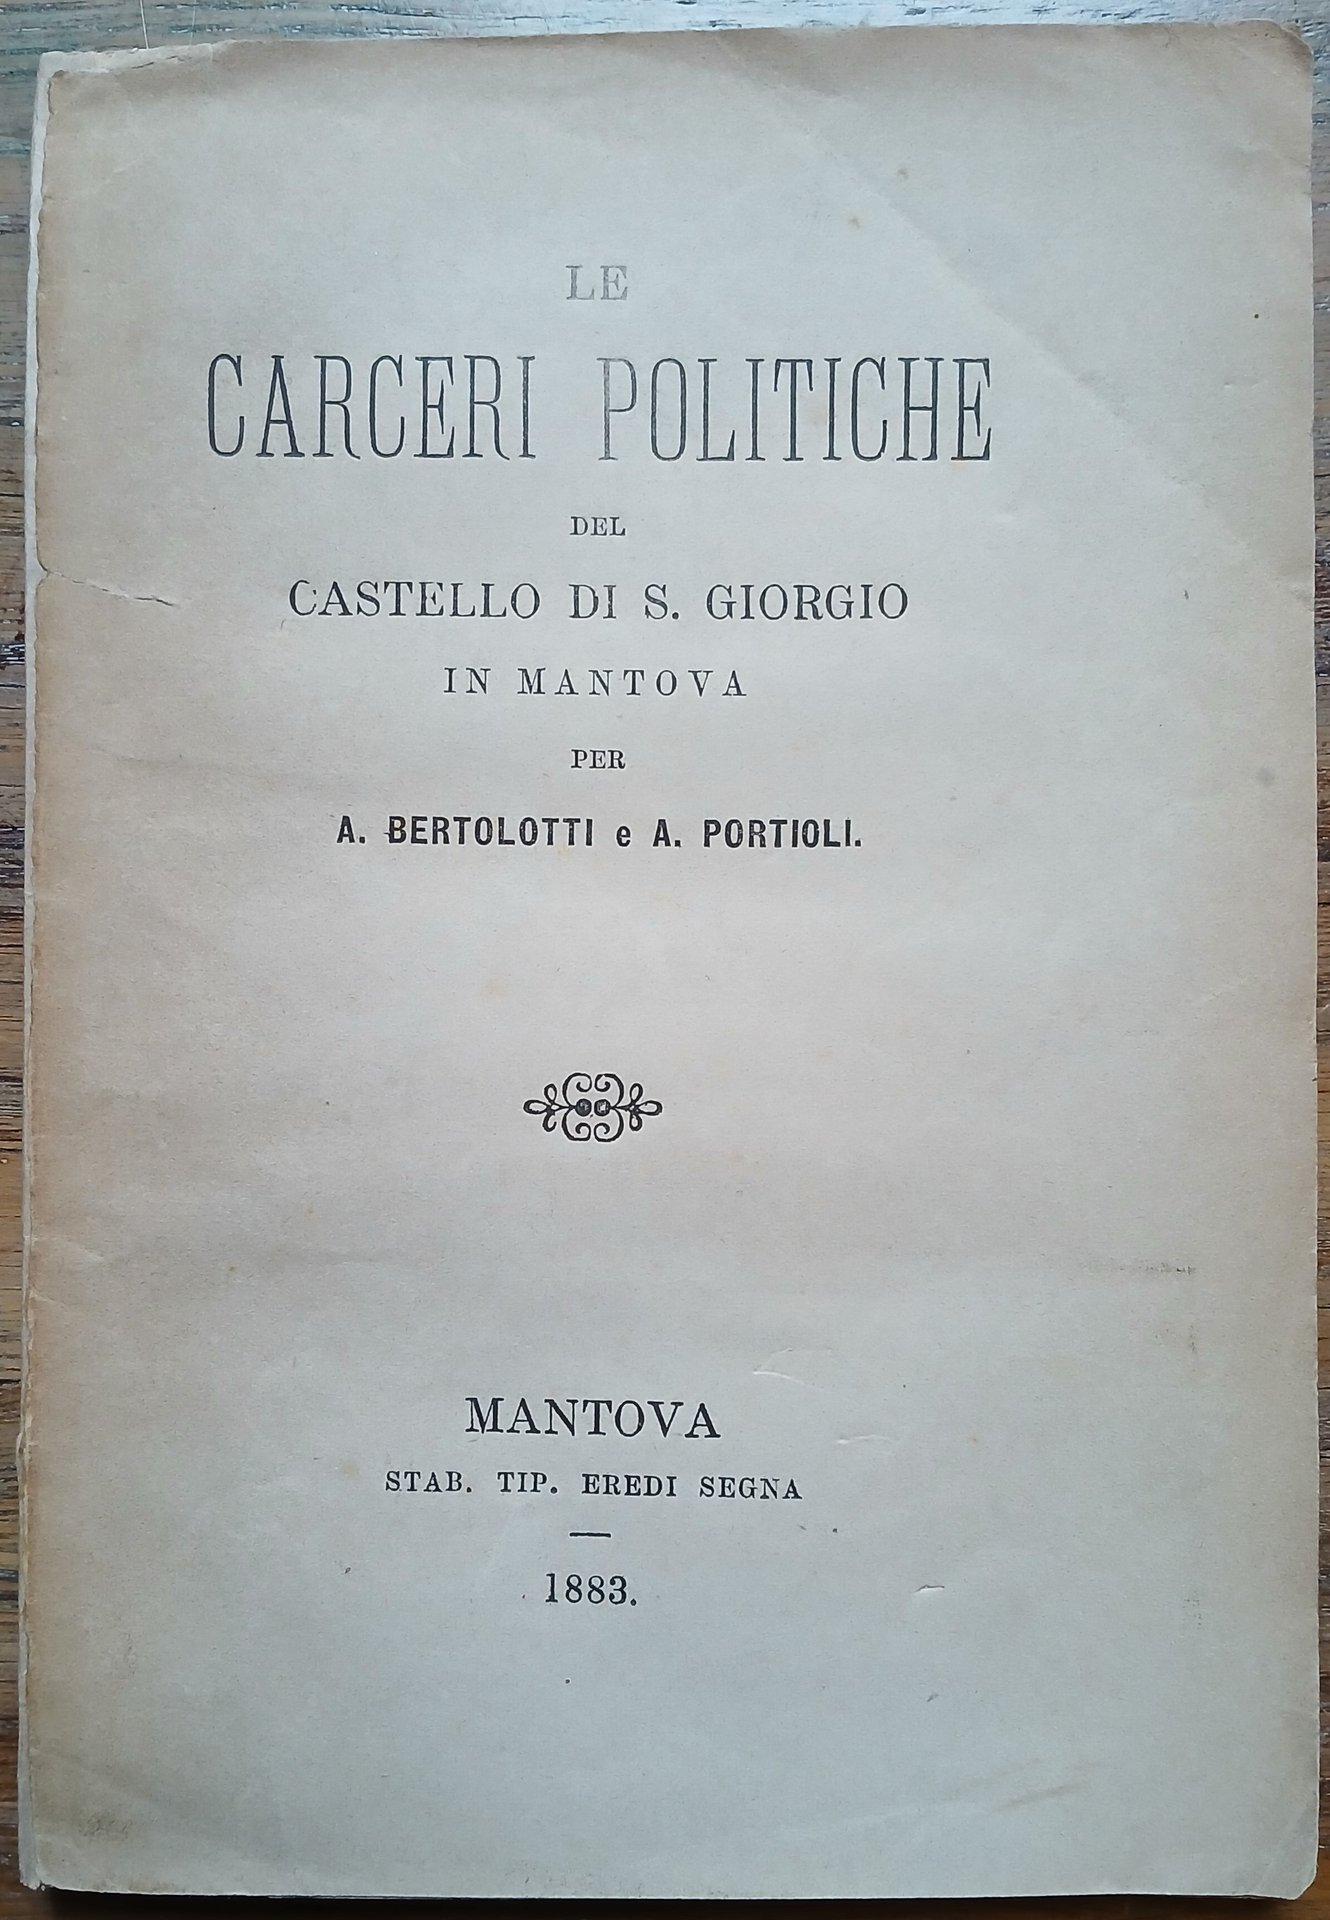 LE
CARCERI POLITICHE
DEL
CASTELLO DI S. GIORGIO
IN MANTOVA
PER
A. BERTOLOTTI e A. PORTIOLI.
MANTOVA
STAB. TIP. EREDI SEGNA
1883.